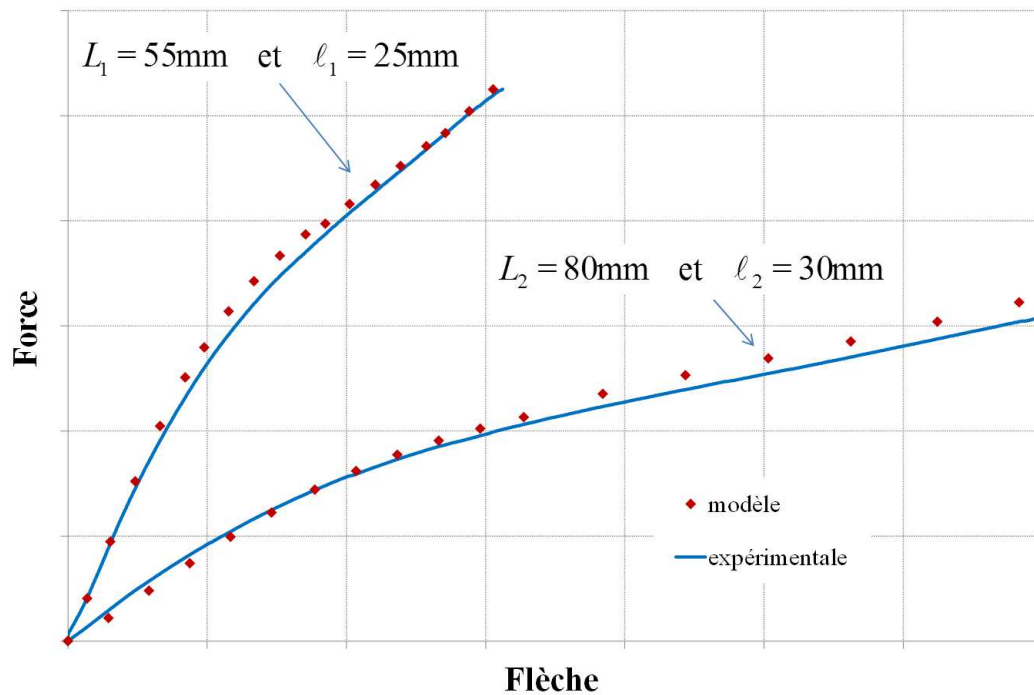 L₁ = 55mm et ℓ₁ = 25mm
L₂ = 80mm et ℓ₂ = 30mm
Force
modèle
expérimentale
Flèche